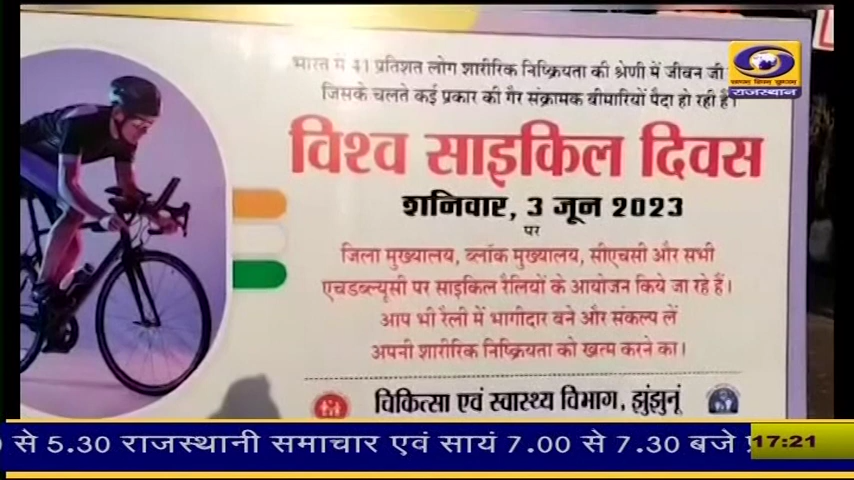 भारत में 41 प्रतिशत लोग शारीरिक निष्क्रियता की श्रेणी में जीवन जी
जिसके चलते कई प्रकार की गैर संक्रामक बीमारियाँ पैदा हो रही है।
राजस्थान
विश्व साइकिल दिवस
शनिवार, 3 जून 2023
पर
जिला मुख्यालय, ब्लॉक मुख्यालय, सीएचसी और सभी
एचडब्ल्यूसी पर साइकिल रैलियों के आयोजन किये जा रहे हैं।
आप भी रैली में भागीदार बने और संकल्प लें
अपनी शारीरिक निष्क्रियता को खत्म करने का।
चिकित्सा एवं स्वास्थ्य विभाग, झुंझुनूं
से 5.30 राजस्थानी समाचार एवं सायं 7.00 से 7.30 बजे
17:21